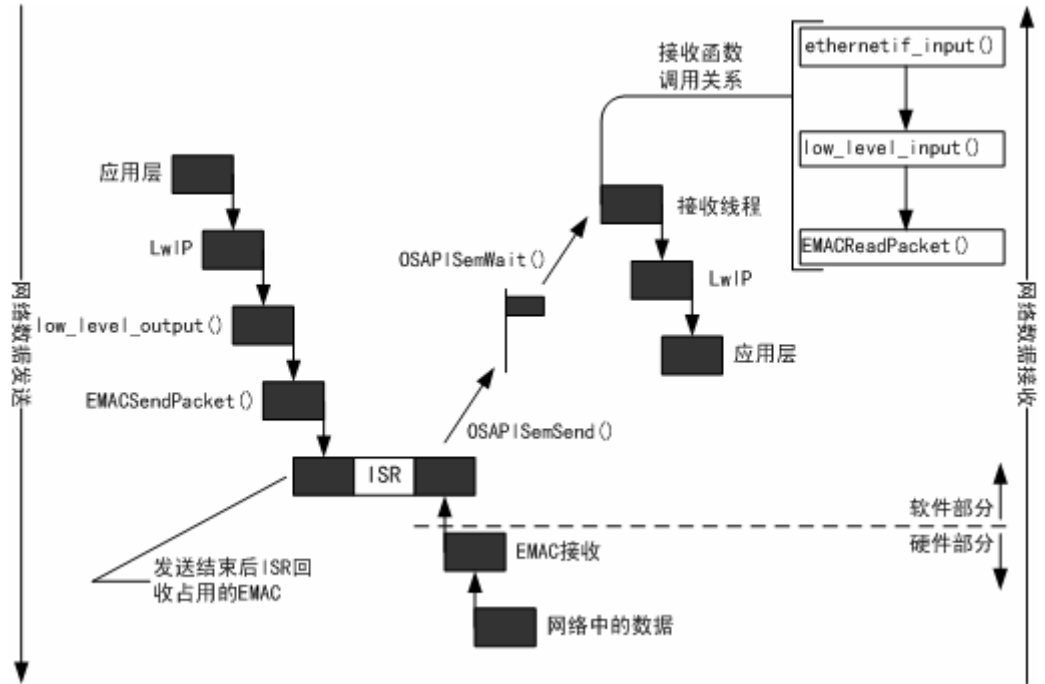 ethernetif_input()
接收函数
调用关系
low_level_input()
EMACReadPacket()
应用层
LwIP
low_level_output()
EMACSendPacket()
OSAPISemWait()
接收线程
LwIP
应用层
OSAPISemSend()
ISR
软件部分
硬件部分
EMAC接收
发送结束后ISR回
收占用的EMAC
网络中的数据
网络数据发送
网络数据接收